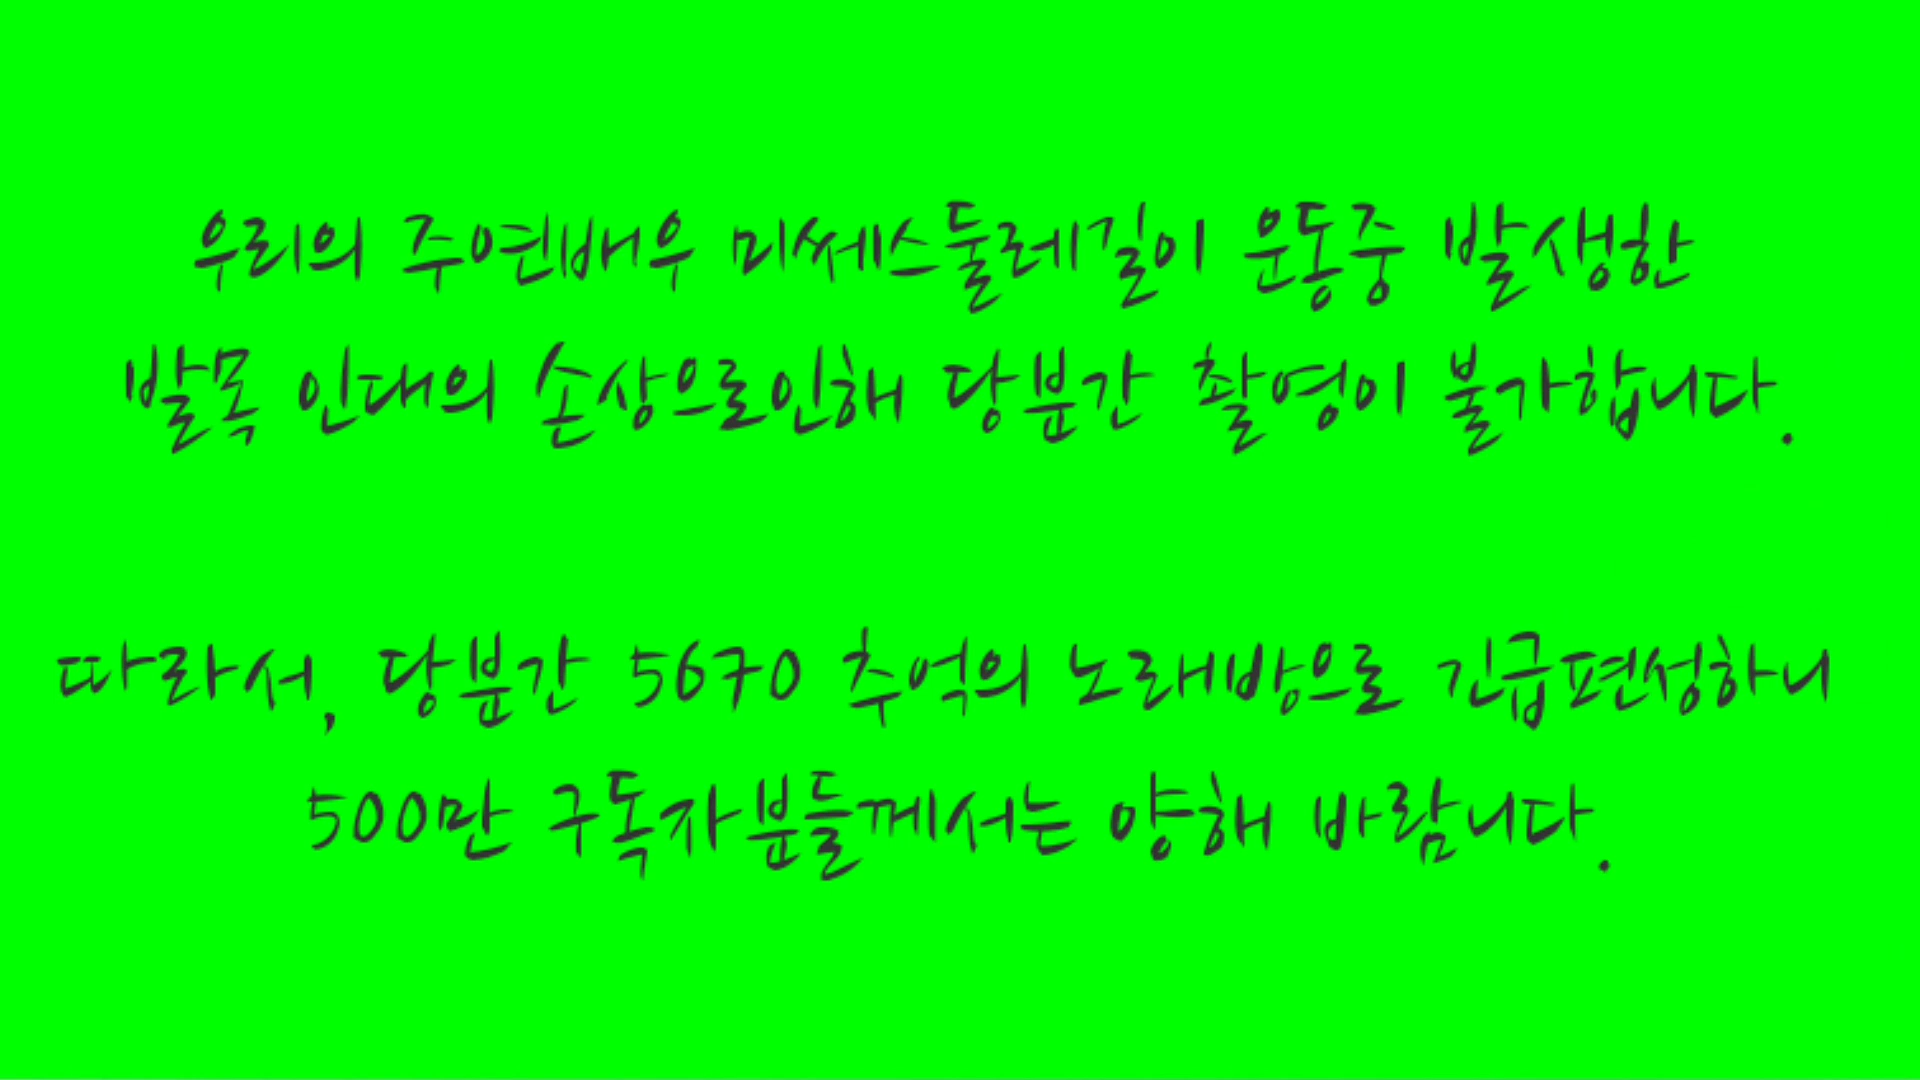 우리의 주연배우 미쎄스둘레길이 운동중 발생한
발목 인대의 손상으로인해 당분간 촬영이 불가합니다.
따라서, 당분간 5670 추억의 노래방으로 긴급편성하니
500만 구독자분들께서는 양해 바람니다.